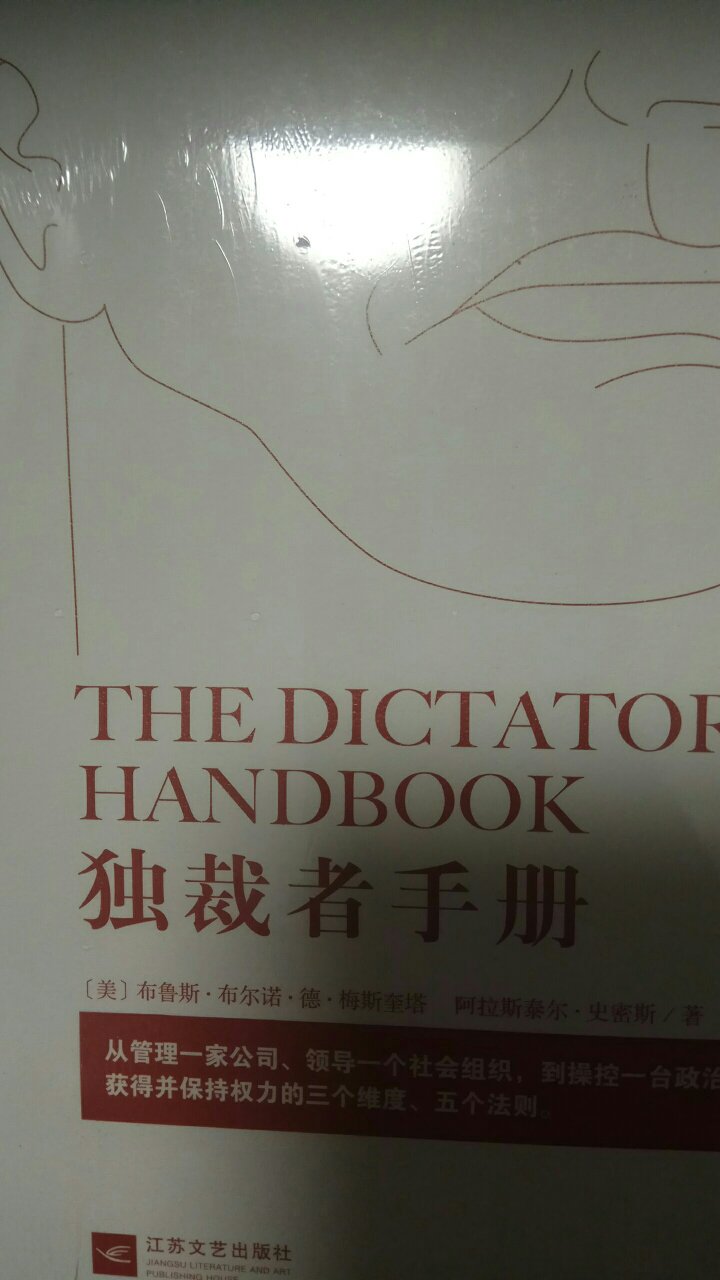 THE DICTATOR
HANDBOOK
独裁者手册
〔美〕布鲁斯·布尔诺·德·梅斯奎塔 阿拉斯泰尔·史密斯 / 著
从管理一家公司、领导一个社会组织，到操控一台政治
获得并保持权力的三个维度、五个法则。
江苏文艺出版社
JIANGSU LITERATURE AND ART
PUBLISHING HOUSE